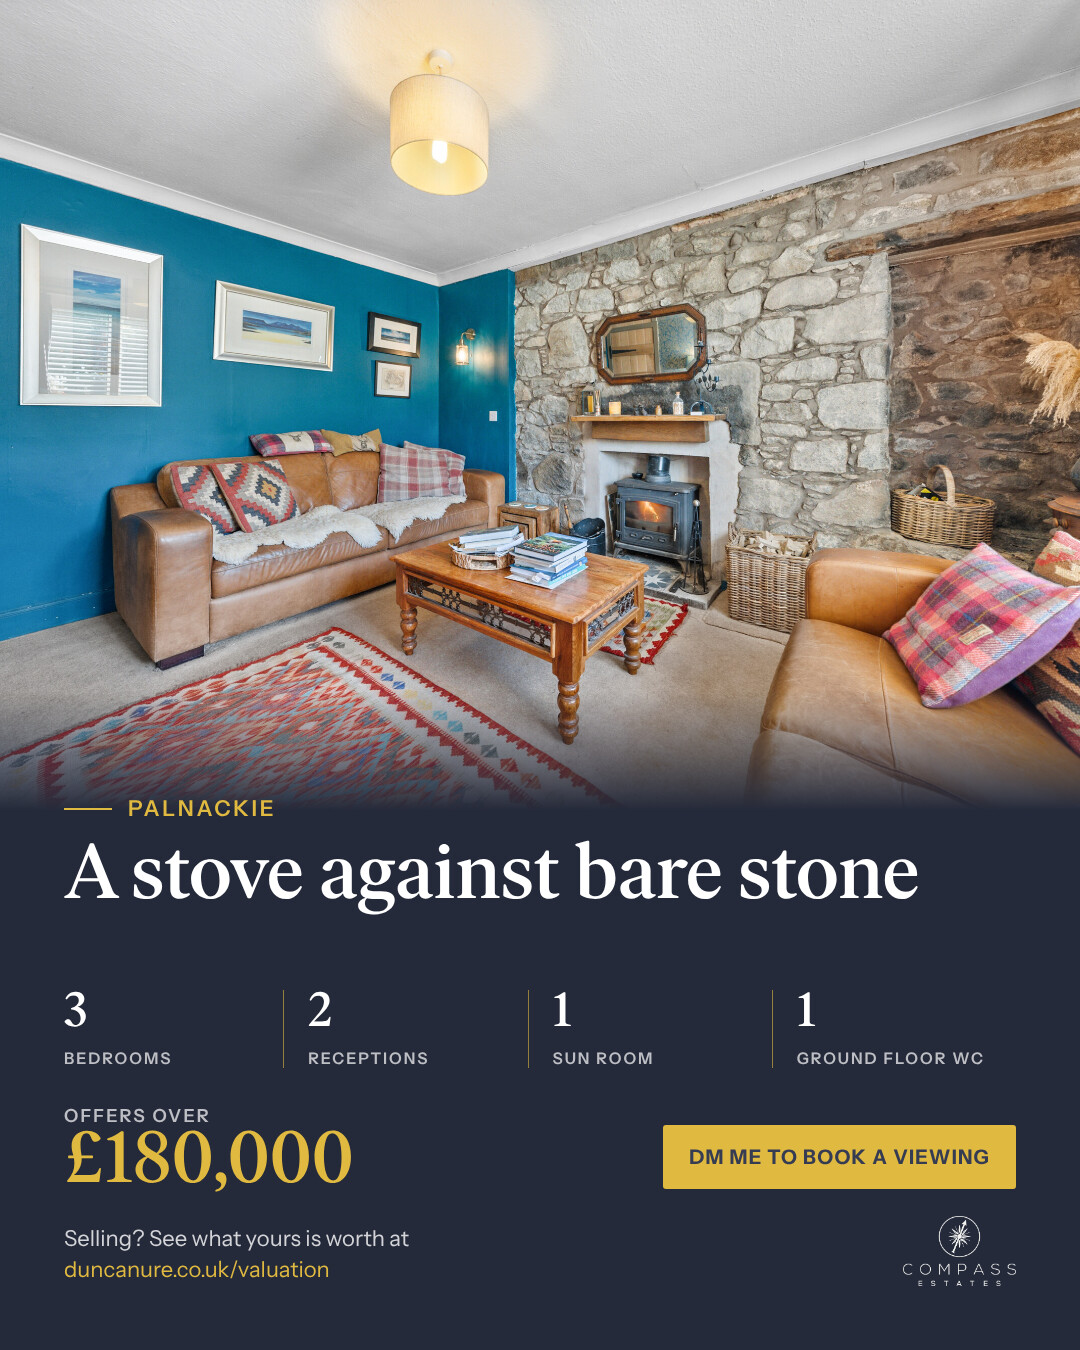 PALNACKIE
A stove against bare stone
3
BEDROOMS
2
RECEPTIONS
1
SUN ROOM
1
GROUND FLOOR WC
OFFERS OVER
£180,000
DM ME TO BOOK A VIEWING
Selling? See what yours is worth at
duncanure.co.uk/valuation
COMPASS
ESTATES